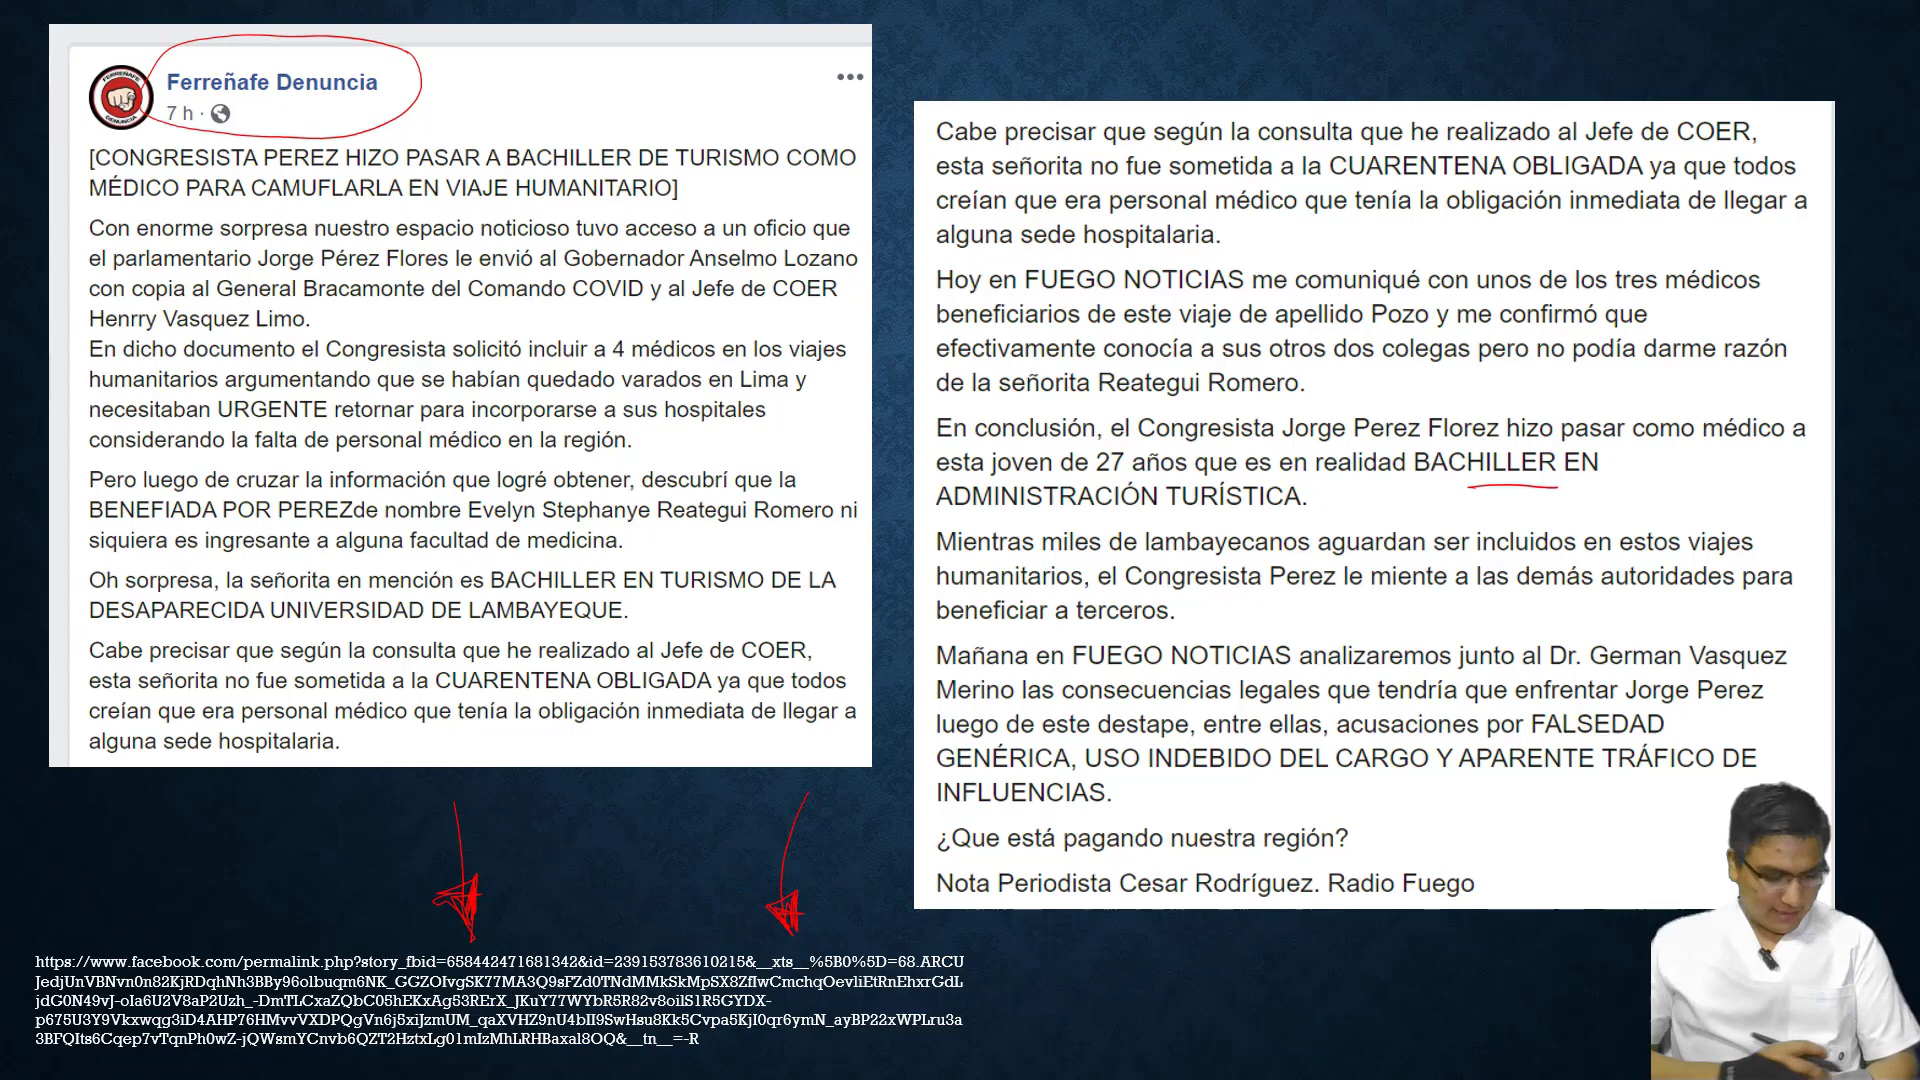 FERREÑAFE
DENUNCIA
Ferreñafe Denuncia
7 h ·
[CONGRESISTA PEREZ HIZO PASAR A BACHILLER DE TURISMO COMO
MÉDICO PARA CAMUFLARLA EN VIAJE HUMANITARIO]
Con enorme sorpresa nuestro espacio noticioso tuvo acceso a un oficio que
el parlamentario Jorge Pérez Flores le envió al Gobernador Anselmo Lozano
con copia al General Bracamonte del Comando COVID y al Jefe de COER
Henrry Vasquez Limo.
En dicho documento el Congresista solicitó incluir a 4 médicos en los viajes
humanitarios argumentando que se habían quedado varados en Lima y
necesitaban URGENTE retornar para incorporarse a sus hospitales
considerando la falta de personal médico en la región.
Pero luego de cruzar la información que logré obtener, descubrí que la
BENEFIADA POR PEREZde nombre Evelyn Stephanye Reategui Romero ni
siquiera es ingresante a alguna facultad de medicina.
Oh sorpresa, la señorita en mención es BACHILLER EN TURISMO DE LA
DESAPARECIDA UNIVERSIDAD DE LAMBAYEQUE.
Cabe precisar que según la consulta que he realizado al Jefe de COER,
esta señorita no fue sometida a la CUARENTENA OBLIGADA ya que todos
creían que era personal médico que tenía la obligación inmediata de llegar a
alguna sede hospitalaria.
Cabe precisar que según la consulta que he realizado al Jefe de COER,
esta señorita no fue sometida a la CUARENTENA OBLIGADA ya que todos
creían que era personal médico que tenía la obligación inmediata de llegar a
alguna sede hospitalaria.
Hoy en FUEGO NOTICIAS me comuniqué con unos de los tres médicos
beneficiarios de este viaje de apellido Pozo y me confirmó que
efectivamente conocía a sus otros dos colegas pero no podía darme razón
de la señorita Reategui Romero.
En conclusión, el Congresista Jorge Perez Florez hizo pasar como médico a
esta joven de 27 años que es en realidad BACHILLER EN
ADMINISTRACIÓN TURÍSTICA.
Mientras miles de lambayecanos aguardan ser incluidos en estos viajes
humanitarios, el Congresista Perez le miente a las demás autoridades para
beneficiar a terceros.
Mañana en FUEGO NOTICIAS analizaremos junto al Dr. German Vasquez
Merino las consecuencias legales que tendría que enfrentar Jorge Perez
luego de este destape, entre ellas, acusaciones por FALSEDAD
GENÉRICA, USO INDEBIDO DEL CARGO Y APARENTE TRÁFICO DE
INFLUENCIAS.
¿Que está pagando nuestra región?
Nota Periodista Cesar Rodríguez. Radio Fuego
https://www.facebook.com/permalink.php?story_fbid=658442471681342&id=239153783610215&__xts__%5B0%5D=68.ARCU
JedjUnVBNvn0n82KjRDqhNh3BBy96olbuqm6NK_GGZOIvgSK77MA3Q9sFZd0TNdMMkSkMpSX8ZfIwCmchqOevliEtRnEhxrGdL
jdG0N49vJ-oIa6U2V8aP2Uzh_-DmTLCxaZQbC05hEKxAg53RErX_JKuY77WYbR5R82v8oilS1R5GYDX-
p675U3Y9Vkxwqg3iD4AHP76HMvvVXDPQgVn6j5xiJzmUM_qaXVHZ9nU4bII9SwHsu8Kk5Cvpa5KjI0qr6ymN_ayBP22xWPLru3a
3BFQIts6Cqep7vTqnPh0wZ-jQWsmYCnvb6QZT2HztxLg01mIzMhLRHBaxal8OQ&__tn__=-R